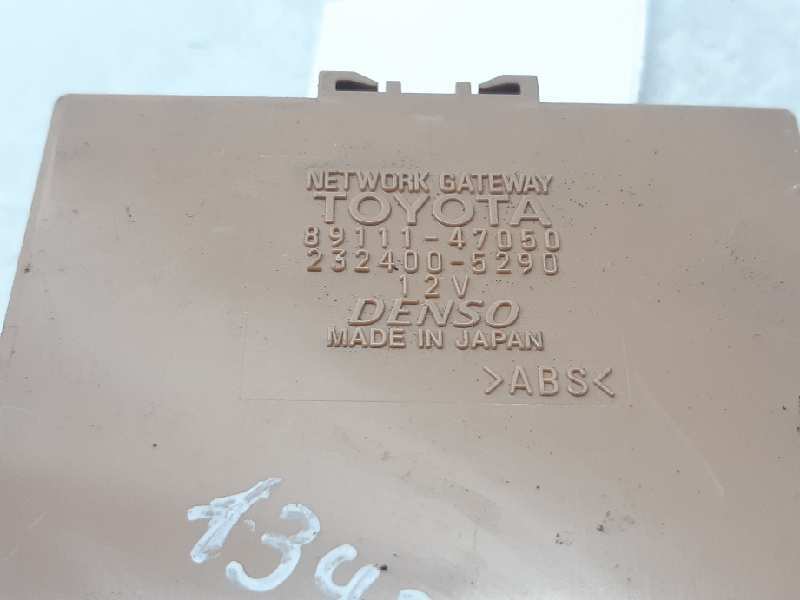 NETWORK GATEWAY
TOYOTA
89111-47050
232400-5290
12V
DENSO
MADE IN JAPAN
>ABS<